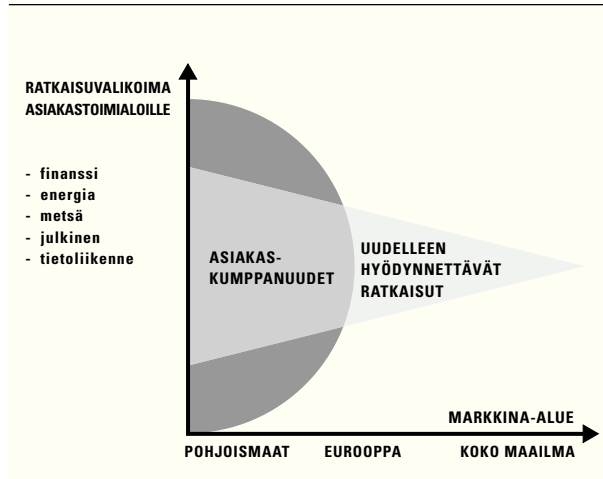 RATKAISUVALIKOIMA
ASIAKASTOIMIALOILLE
- finanssi
- energia
- metsä
- julkinen
- tietoliikenne
ASIAKAS-
KUMPPANUUDET
UUDELLEEN
HYÖDYNNETTÄVÄT
RATKAISUT
MARKKINA-ALUE
POHJOISMAAT EUROOPPA KOKO MAAILMA